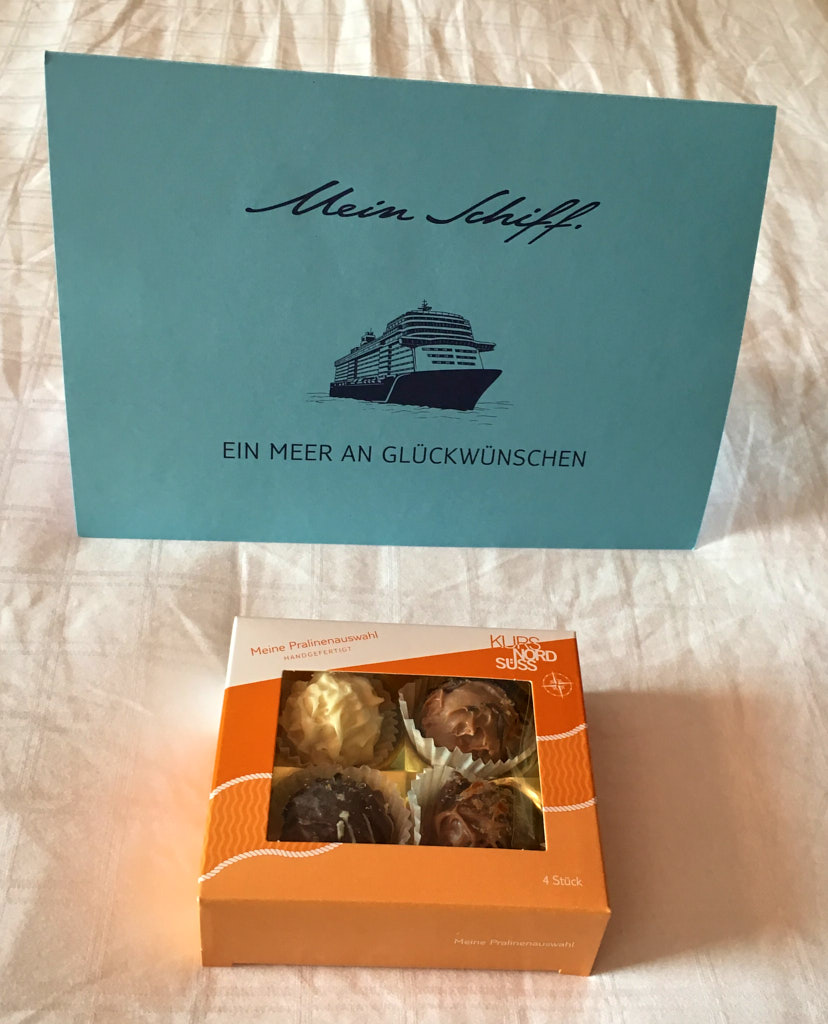 Mein Schiff.
EIN MEER AN GLÜCKWÜNSCHEN
Meine Pralinenauswahl
HANDGEFERTIGT
KURS
NORD
SÜSS
4 Stück
Meine Pralinenauswahl